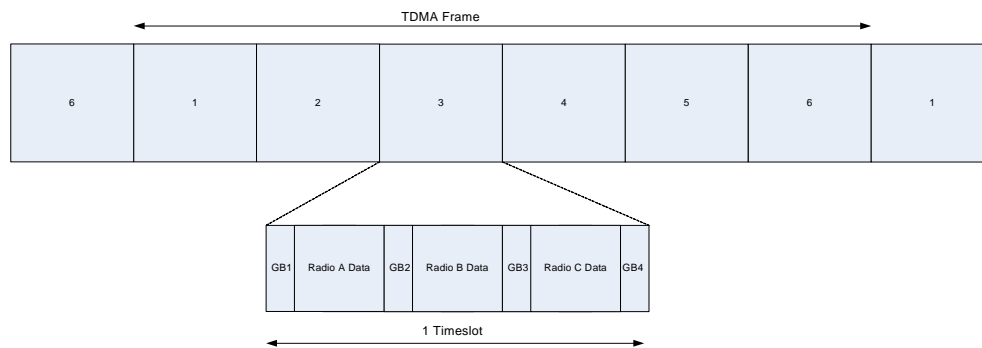 TDMA Frame
6 1 2 3 4 5 6 1
GB1 Radio A Data GB2 Radio B Data GB3 Radio C Data GB4
1 Timeslot